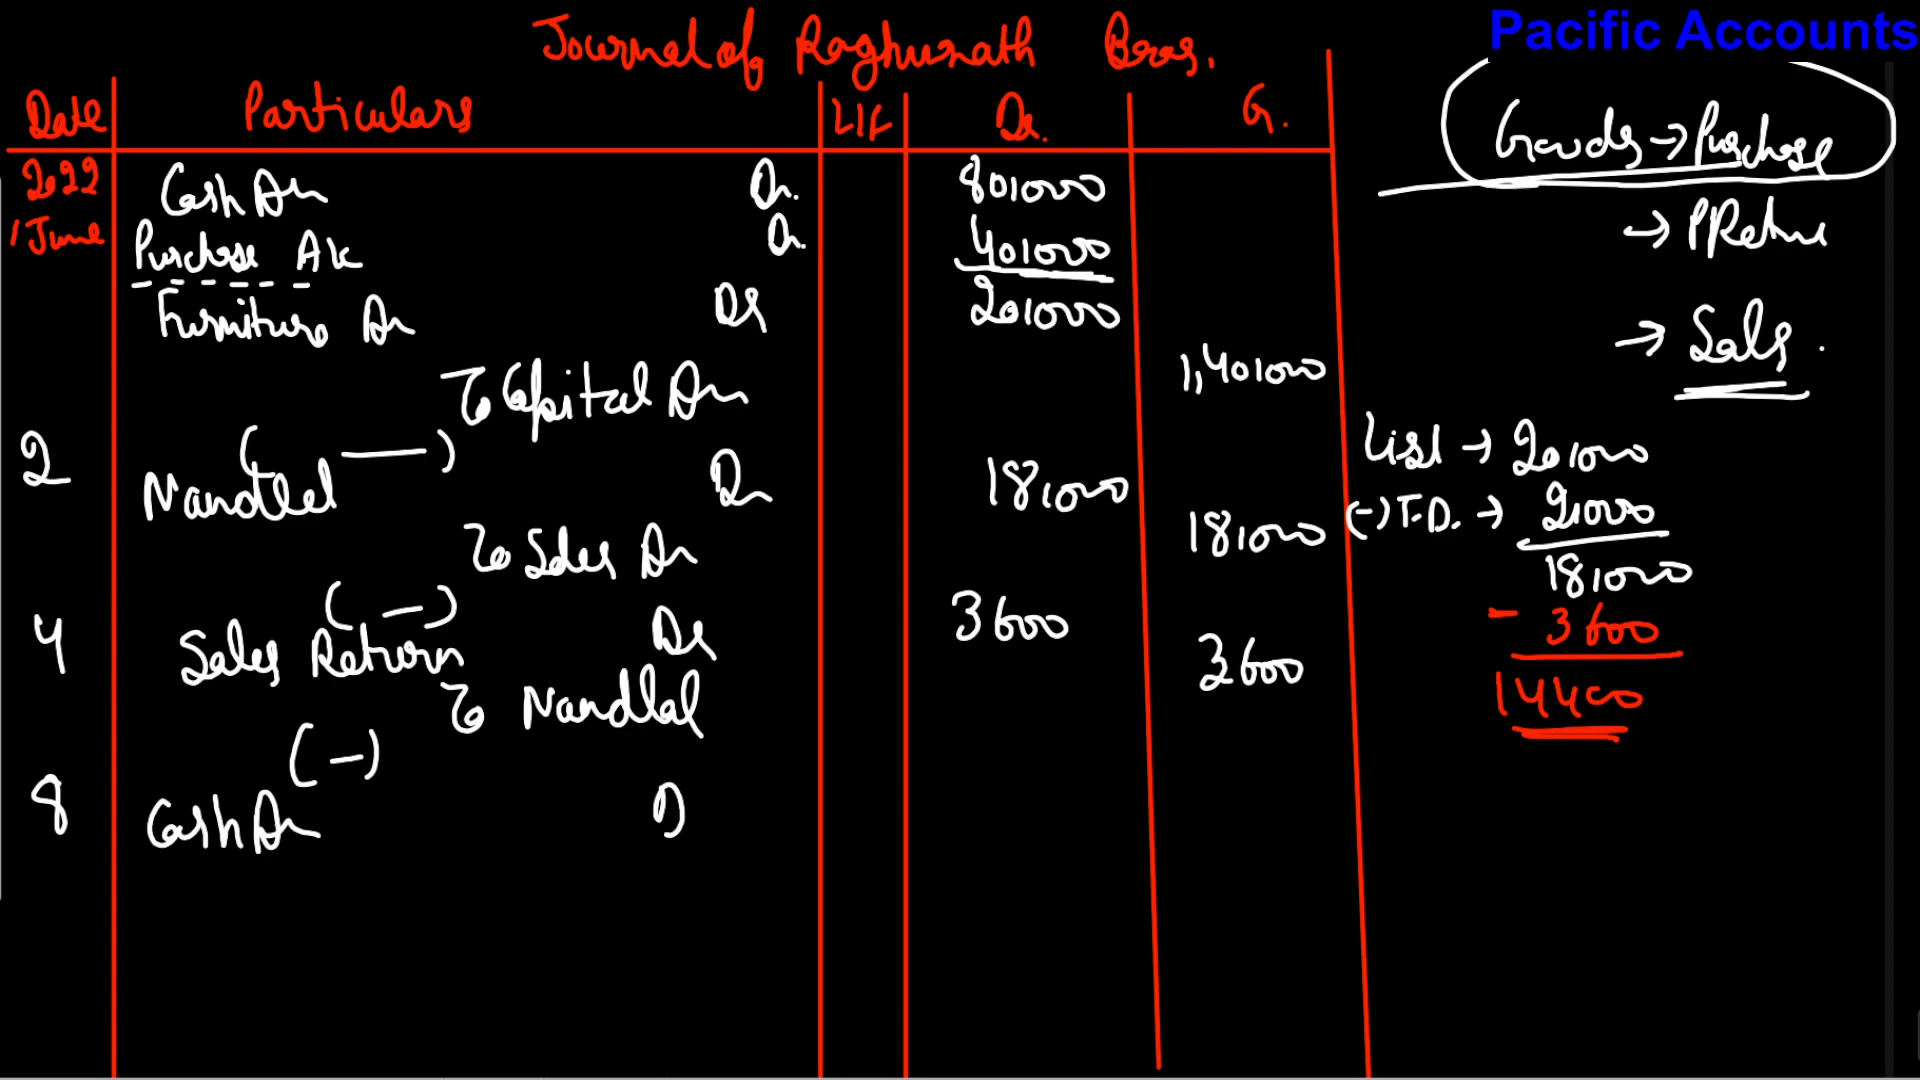 Pacific Accounts
Journal of Raghunath Bros.
Date Particulars L/F Dr. Cr.
2022 Cash A/c Dr. 80,000
1 June Purchase A/c Dr. 40,000
Furniture A/c Dr 20,000
To Capital A/c 1,40,000
( — )
2 Nandlal Dr 18,000
To Sales A/c 18,000
( — )
4 Sales Return Dr 3600
To Nandlal 3600
( — )
8 Cash A/c D
Goods → Purchase
→ P Return
→ Sales.
List → 20,000
(-) T.D. → 2,000
18,000
- 3600
14400